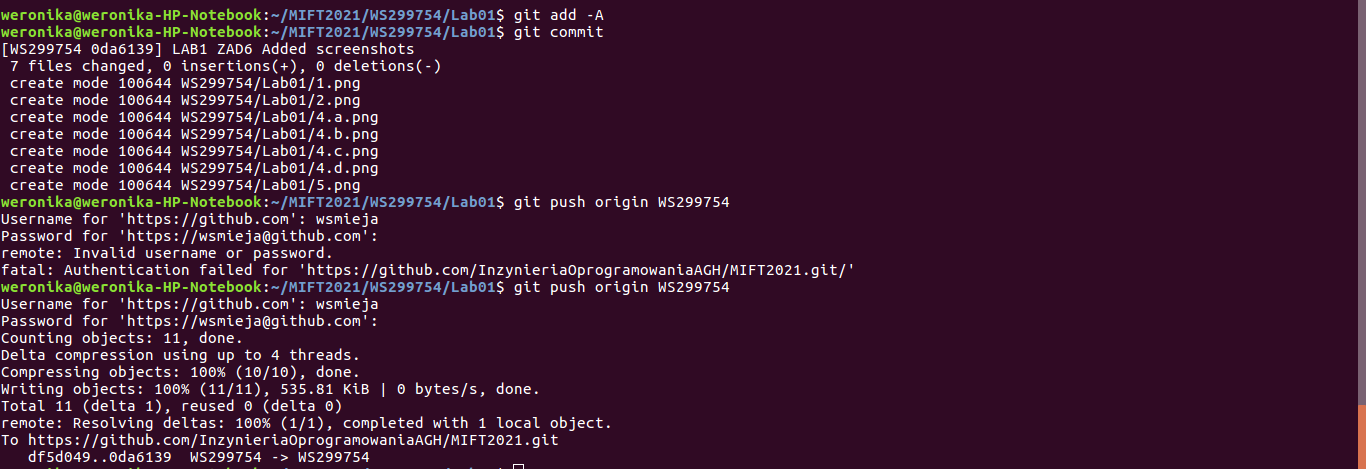 weronika@weronika-HP-Notebook:~/MIFT2021/WS299754/Lab01$ git add -A
weronika@weronika-HP-Notebook:~/MIFT2021/WS299754/Lab01$ git commit
[WS299754 0da6139] LAB1 ZAD6 Added screenshots
 7 files changed, 0 insertions(+), 0 deletions(-)
 create mode 100644 WS299754/Lab01/1.png
 create mode 100644 WS299754/Lab01/2.png
 create mode 100644 WS299754/Lab01/4.a.png
 create mode 100644 WS299754/Lab01/4.b.png
 create mode 100644 WS299754/Lab01/4.c.png
 create mode 100644 WS299754/Lab01/4.d.png
 create mode 100644 WS299754/Lab01/5.png
weronika@weronika-HP-Notebook:~/MIFT2021/WS299754/Lab01$ git push origin WS299754
Username for 'https://github.com': wsmieja
Password for 'https://wsmieja@github.com':
remote: Invalid username or password.
fatal: Authentication failed for 'https://github.com/InzynieriaOprogramowaniaAGH/MIFT2021.git/'
weronika@weronika-HP-Notebook:~/MIFT2021/WS299754/Lab01$ git push origin WS299754
Username for 'https://github.com': wsmieja
Password for 'https://wsmieja@github.com':
Counting objects: 11, done.
Delta compression using up to 4 threads.
Compressing objects: 100% (10/10), done.
Writing objects: 100% (11/11), 535.81 KiB | 0 bytes/s, done.
Total 11 (delta 1), reused 0 (delta 0)
remote: Resolving deltas: 100% (1/1), completed with 1 local object.
To https://github.com/InzynieriaOprogramowaniaAGH/MIFT2021.git
   df5d049..0da6139  WS299754 -> WS299754